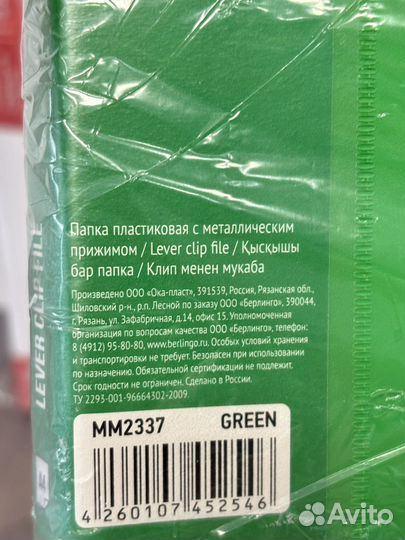 LEVER CLIP FILE
A4
Папка пластиковая с металлическим
прижимом / Lever clip file / Қысқышы
бар папка / Клип менен мукаба
Произведено ООО «Ока-пласт», 391539, Россия, Рязанская обл.,
Шиловский р-н., р.п. Лесной по заказу ООО «Берлинго», 390044,
г. Рязань, ул. Зафабричная, д.14, офис 15. Уполномоченная
организация по вопросам качества ООО «Берлинго», телефон:
8 (4912) 95-80-80, www.berlingo.ru. Особых условий хранения
и транспортировки не требует. Безопасен при использовании
по назначению. Обязательной сертификации не подлежит.
Срок годности не ограничен. Сделано в России.
ТУ 2293-001-96664302-2009
MM2337 GREEN
4 260107 452546
Avito